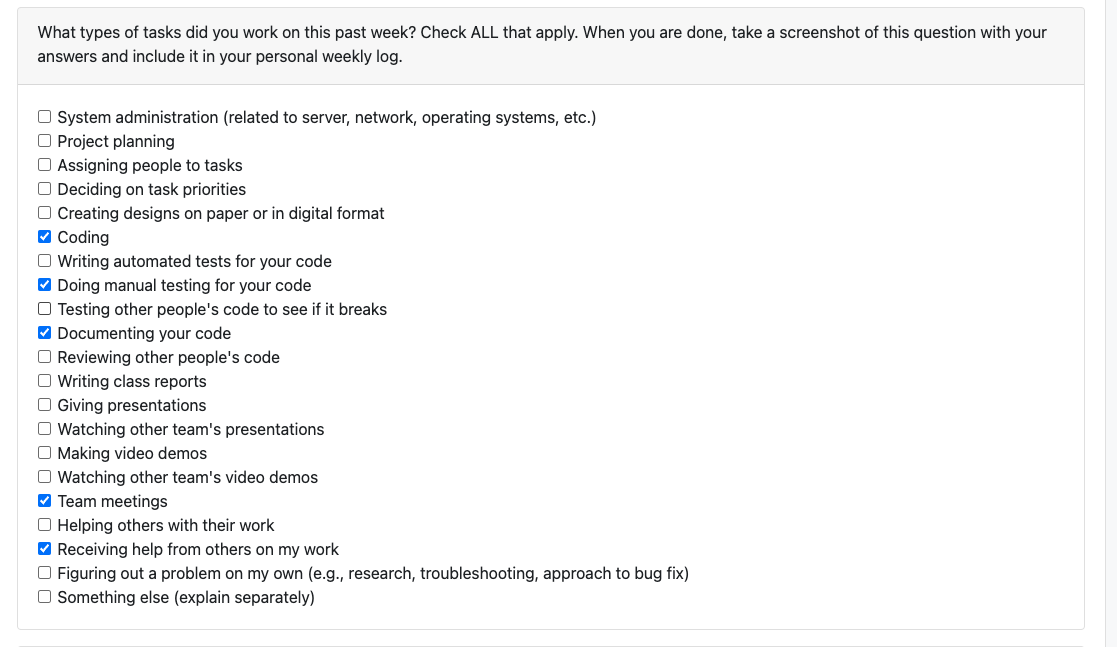 What types of tasks did you work on this past week? Check ALL that apply. When you are done, take a screenshot of this question with your
answers and include it in your personal weekly log.
System administration (related to server, network, operating systems, etc.)
Project planning
Assigning people to tasks
Deciding on task priorities
Creating designs on paper or in digital format
Coding
Writing automated tests for your code
Doing manual testing for your code
Testing other people's code to see if it breaks
Documenting your code
Reviewing other people's code
Writing class reports
Giving presentations
Watching other team's presentations
Making video demos
Watching other team's video demos
Team meetings
Helping others with their work
Receiving help from others on my work
Figuring out a problem on my own (e.g., research, troubleshooting, approach to bug fix)
Something else (explain separately)